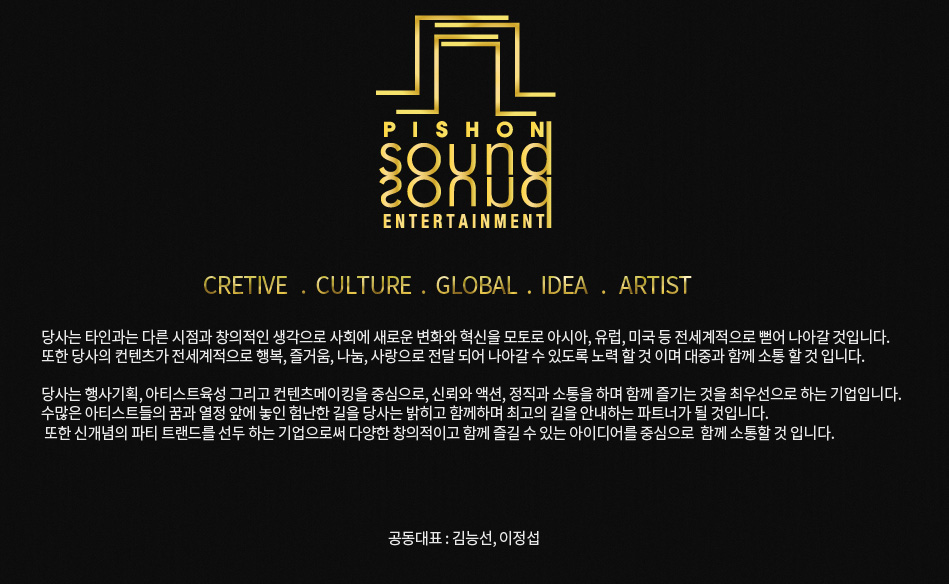 PISHON
sound
sound
ENTERTAINMENT
CRETIVE . CULTURE . GLOBAL . IDEA . ARTIST
당사는 타인과는 다른 시점과 창의적인 생각으로 사회에 새로운 변화와 혁신을 모토로 아시아, 유럽, 미국 등 전세계적으로 뻗어 나아갈 것입니다.
또한 당사의 컨텐츠가 전세계적으로 행복, 즐거움, 나눔, 사랑으로 전달 되어 나아갈 수 있도록 노력 할 것 이며 대중과 함께 소통 할 것 입니다.
당사는 행사기획, 아티스트육성 그리고 컨텐츠메이킹을 중심으로, 신뢰와 액션, 정직과 소통을 하며 함께 즐기는 것을 최우선으로 하는 기업입니다.
수많은 아티스트들의 꿈과 열정 앞에 놓인 험난한 길을 당사는 밝히고 함께하며 최고의 길을 안내하는 파트너가 될 것입니다.
또한 신개념의 파티 트랜드를 선두 하는 기업으로써 다양한 창의적이고 함께 즐길 수 있는 아이디어를 중심으로 함께 소통할 것 입니다.
공동대표 : 김능선, 이정섭